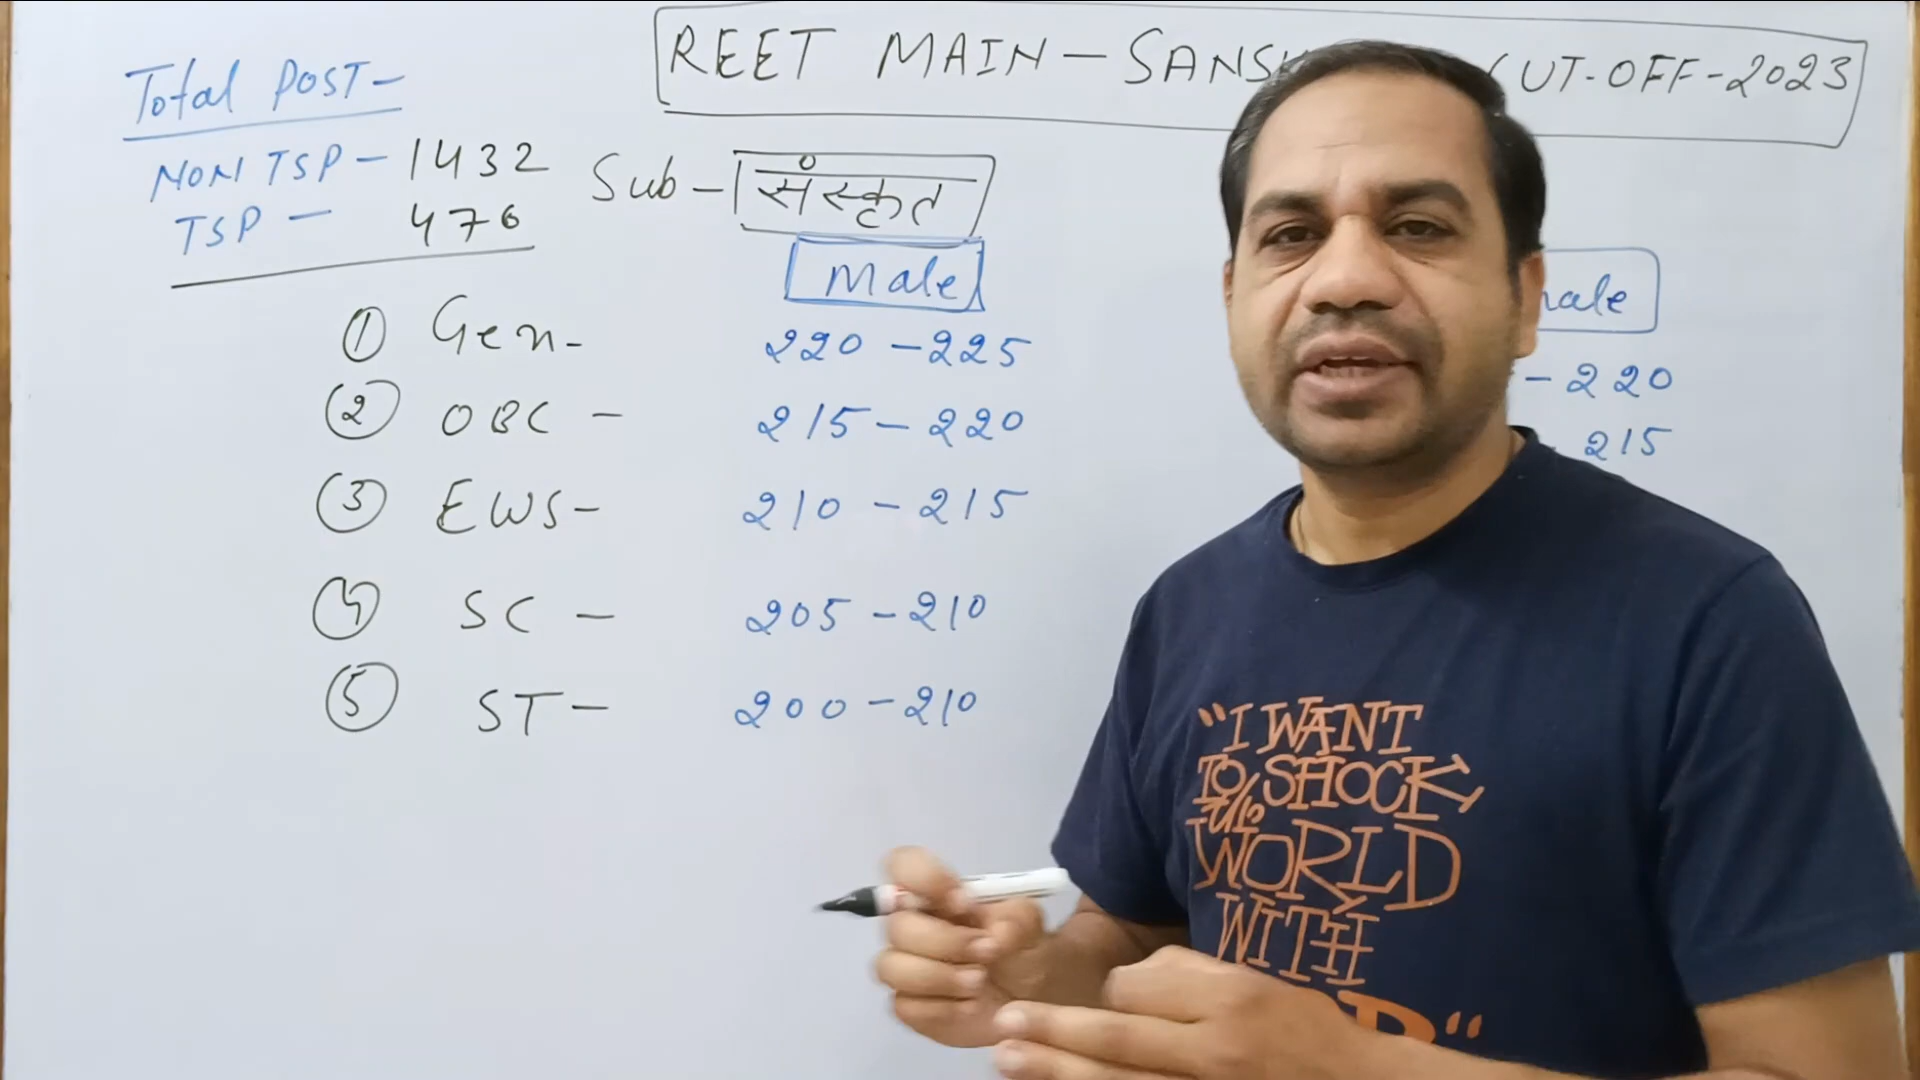 REET MAIN - SANS CUT-OFF-2023
Total POST-
NON TSP - 1432
TSP - 476
Sub - संस्कृत
Male
① Gen - 220 - 225 - 220
② OBC - 215 - 220 215
③ EWS - 210 - 215
④ SC - 205 - 210
⑤ ST - 200 - 210
"I WANT
TO SHOCK
WORLD
WITH